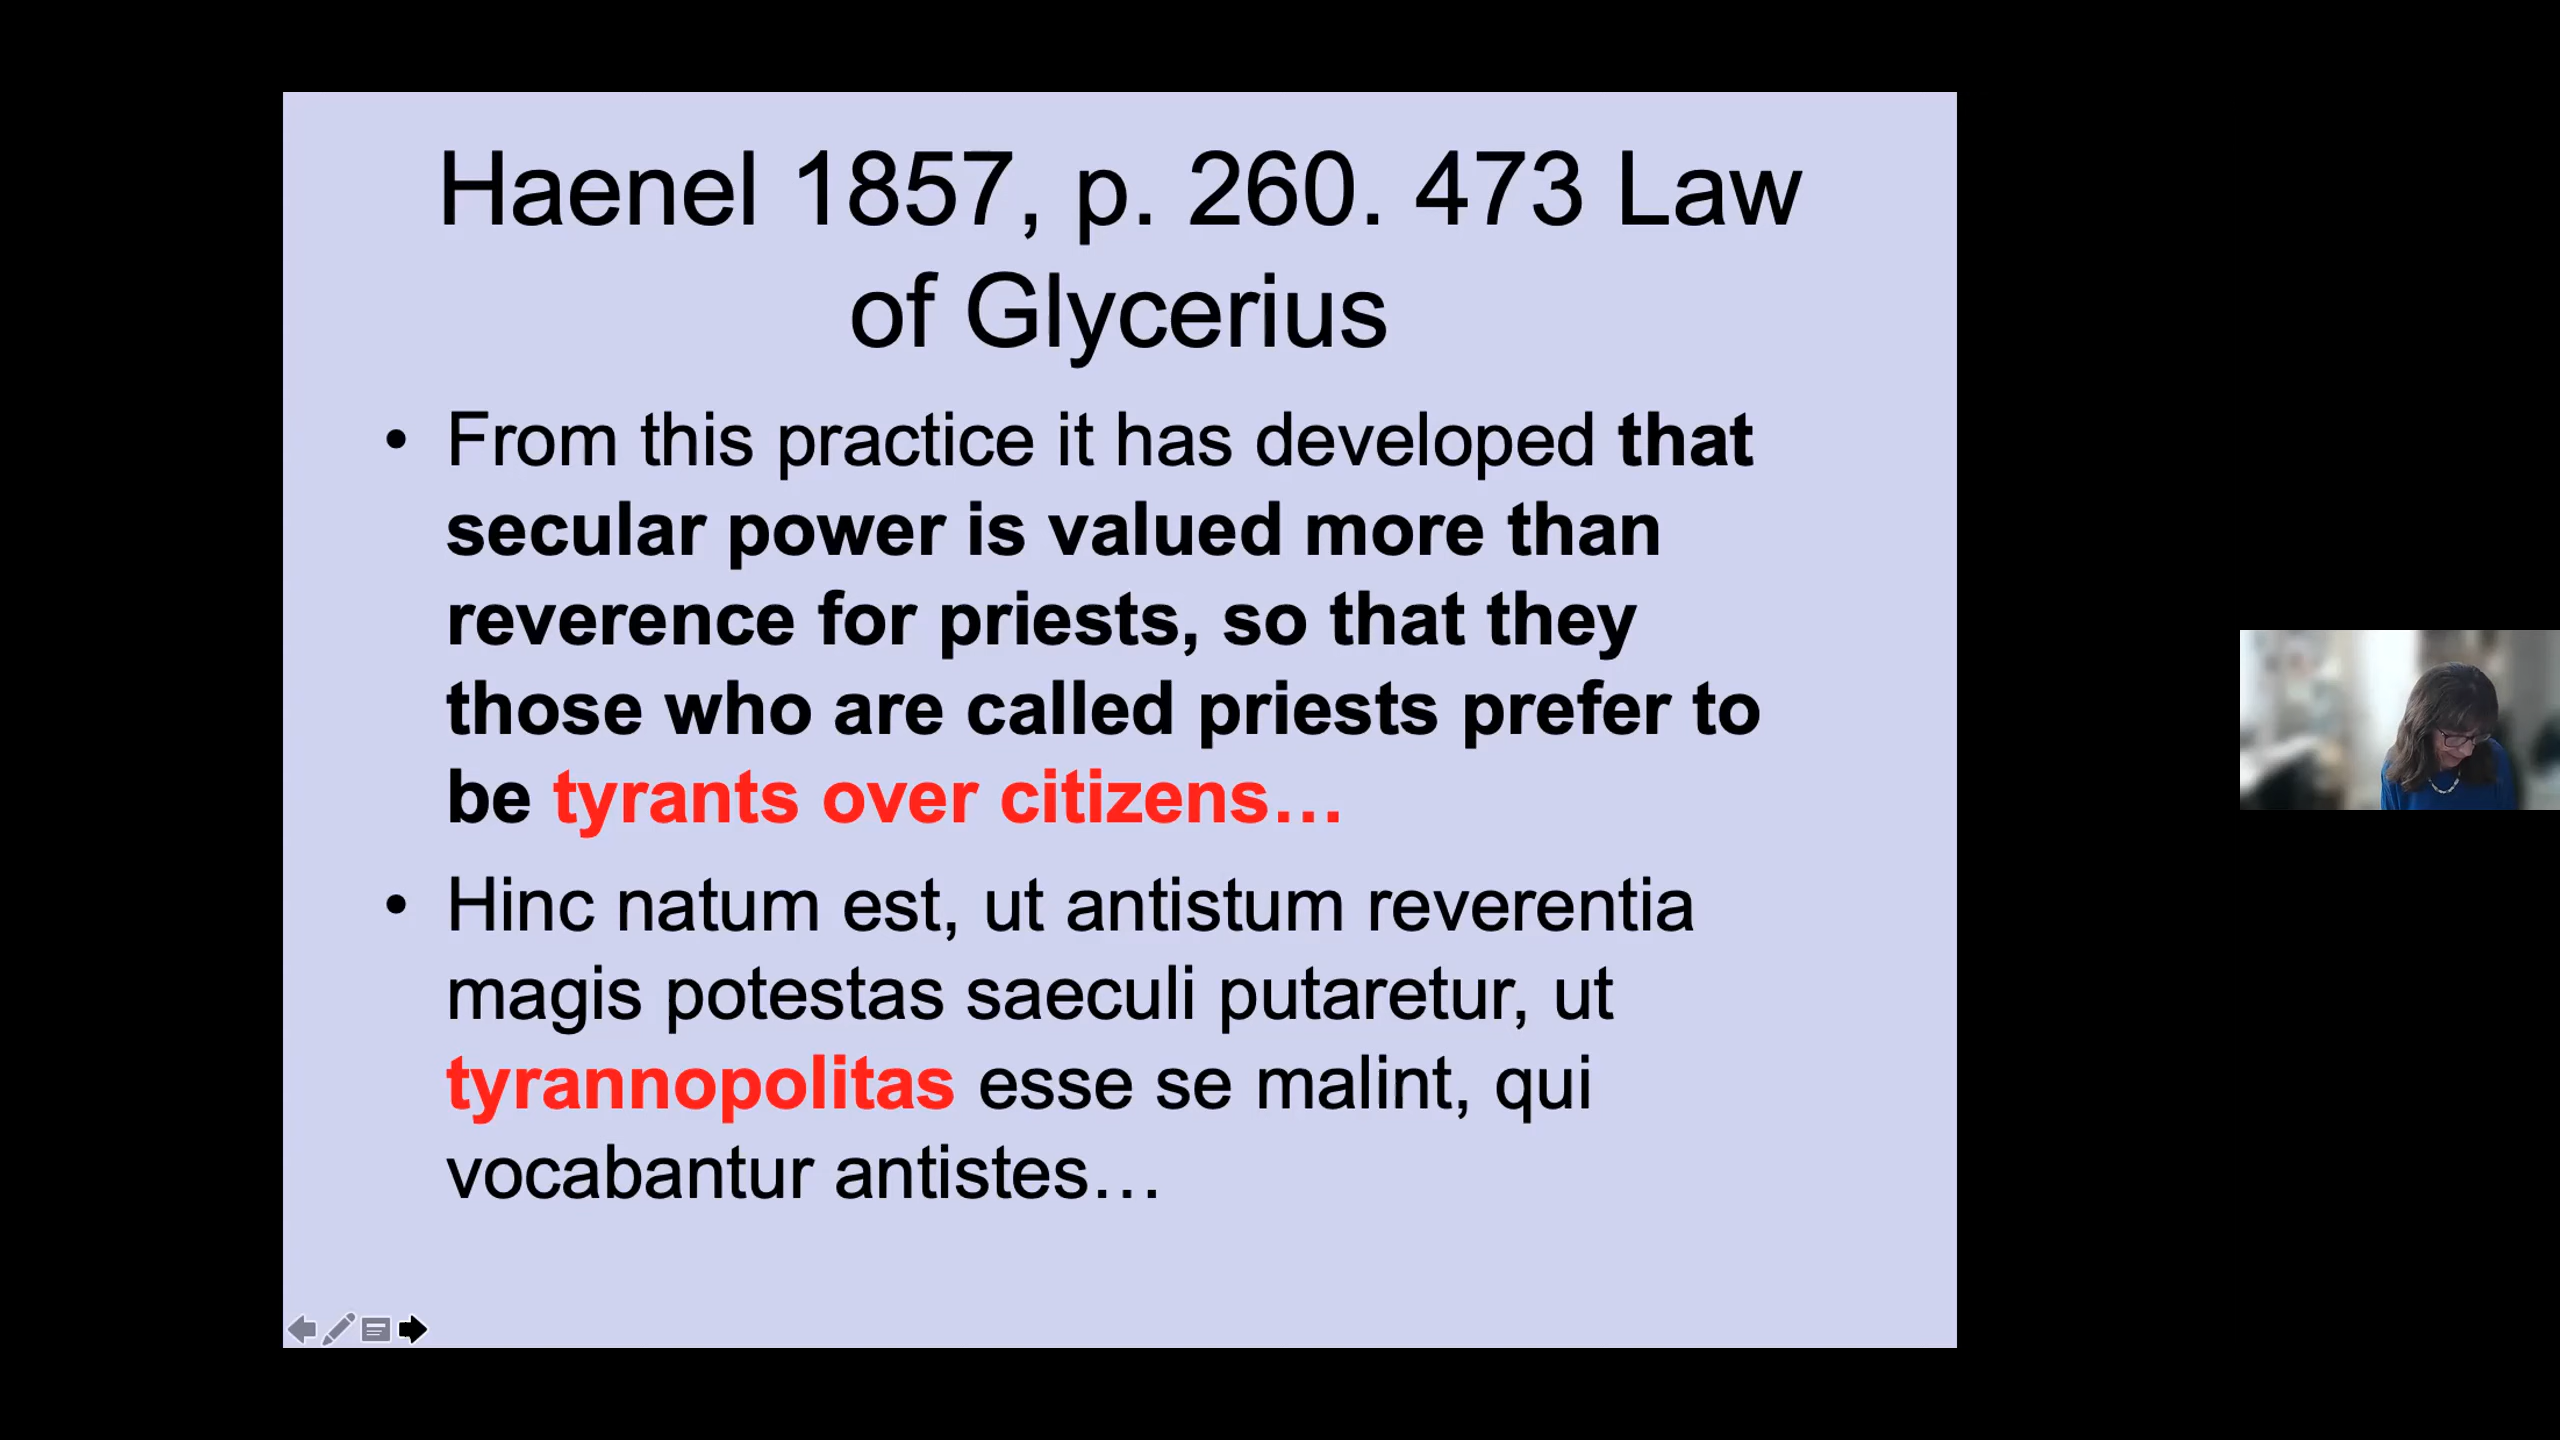 Haenel 1857, p. 260. 473 Law
of Glycerius
• From this practice it has developed that
secular power is valued more than
reverence for priests, so that they
those who are called priests prefer to
be tyrants over citizens…
• Hinc natum est, ut antistum reverentia
magis potestas saeculi putaretur, ut
tyrannopolitas esse se malint, qui
vocabantur antistes…